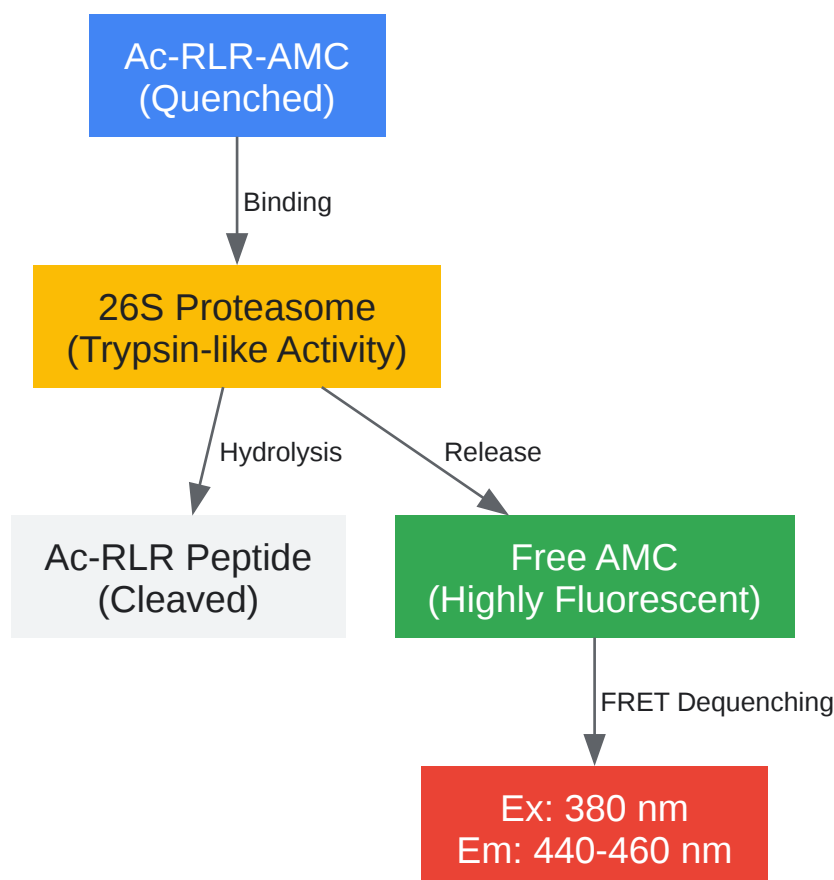 Ac-RLR-AMC
(Quenched)
Binding
26S Proteasome
(Trypsin-like Activity)
Hydrolysis
Release
Ac-RLR Peptide
(Cleaved)
Free AMC
(Highly Fluorescent)
FRET Dequenching
Ex: 380 nm
Em: 440-460 nm